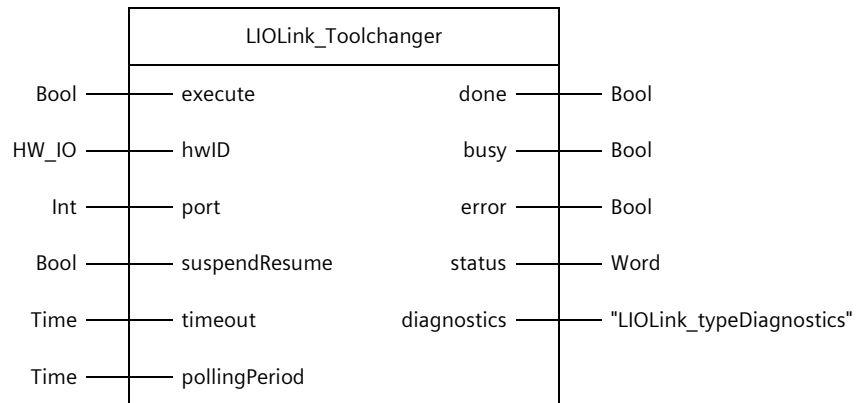 LIOLink_Toolchanger
Bool execute done Bool
HW_IO hwID busy Bool
Int port error Bool
Bool suspendResume status Word
Time timeout diagnostics "LIOLink_typeDiagnostics"
Time pollingPeriod